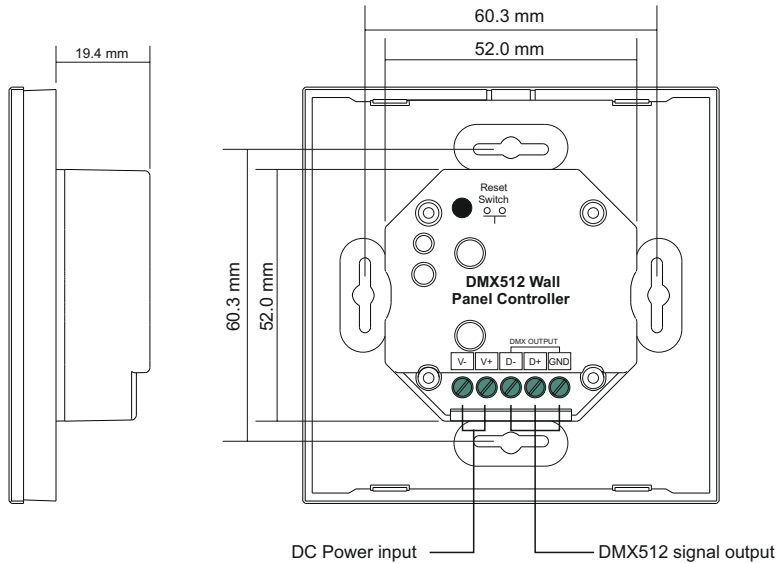 60.3 mm
52.0 mm
19.4 mm
60.3 mm
52.0 mm
Reset
Switch
DMX512 Wall
Panel Controller
DMX OUTPUT
V- V+ D- D+ GND
DC Power input
DMX512 signal output